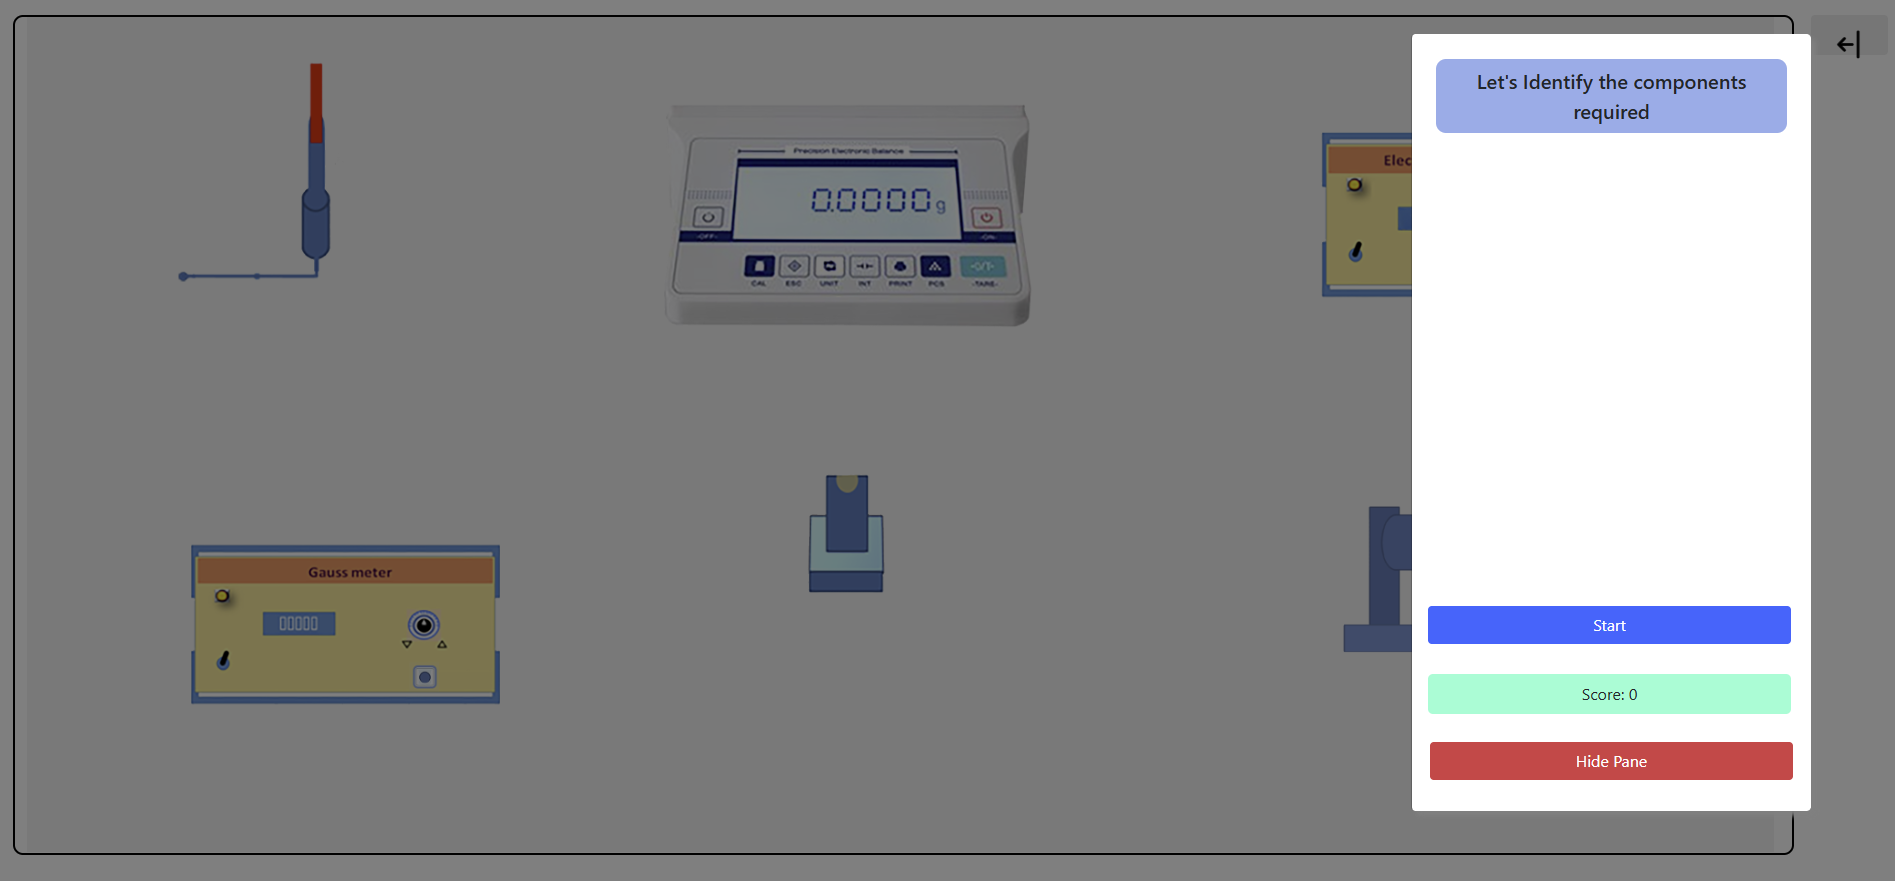 Let's Identify the components
required
Precision Electronic Balance
0.0000 g
-OFF-
-ON-
CAL ESC UNIT INT PRINT PCS -TARE-
-0/T-
Elec
Gauss meter
00000
Start
Score: 0
Hide Pane